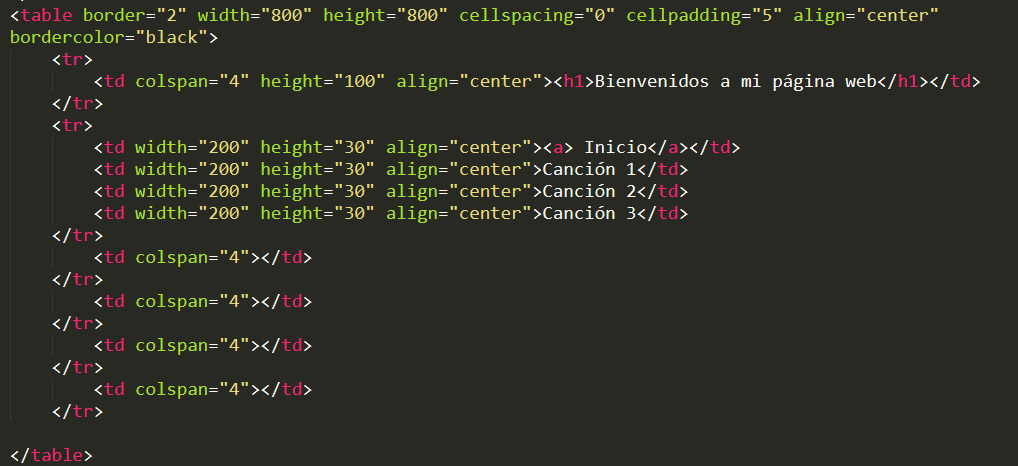 <table border="2" width="800" height="800" cellspacing="0" cellpadding="5" align="center"
bordercolor="black">
<tr>
<td colspan="4" height="100" align="center"><h1>Bienvenidos a mi página web</h1></td>
</tr>
<tr>
<td width="200" height="30" align="center"><a> Inicio</a></td>
<td width="200" height="30" align="center">Canción 1</td>
<td width="200" height="30" align="center">Canción 2</td>
<td width="200" height="30" align="center">Canción 3</td>
</tr>
<td colspan="4"></td>
</tr>
<td colspan="4"></td>
</tr>
<td colspan="4"></td>
</tr>
<td colspan="4"></td>
</tr>
</table>